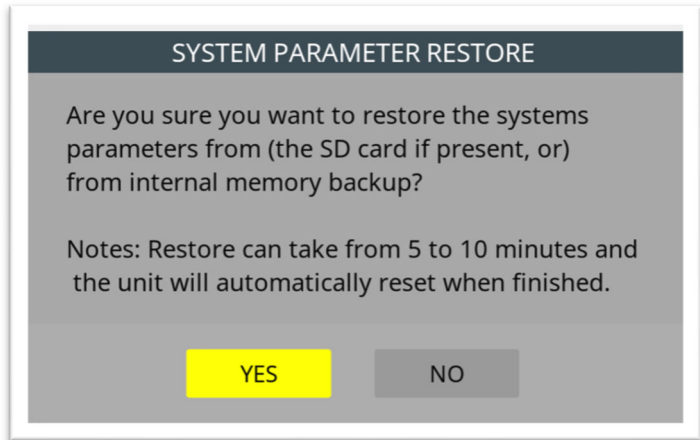 SYSTEM PARAMETER RESTORE
Are you sure you want to restore the systems
parameters from (the SD card if present, or)
from internal memory backup?
Notes: Restore can take from 5 to 10 minutes and
the unit will automatically reset when finished.
YES
NO